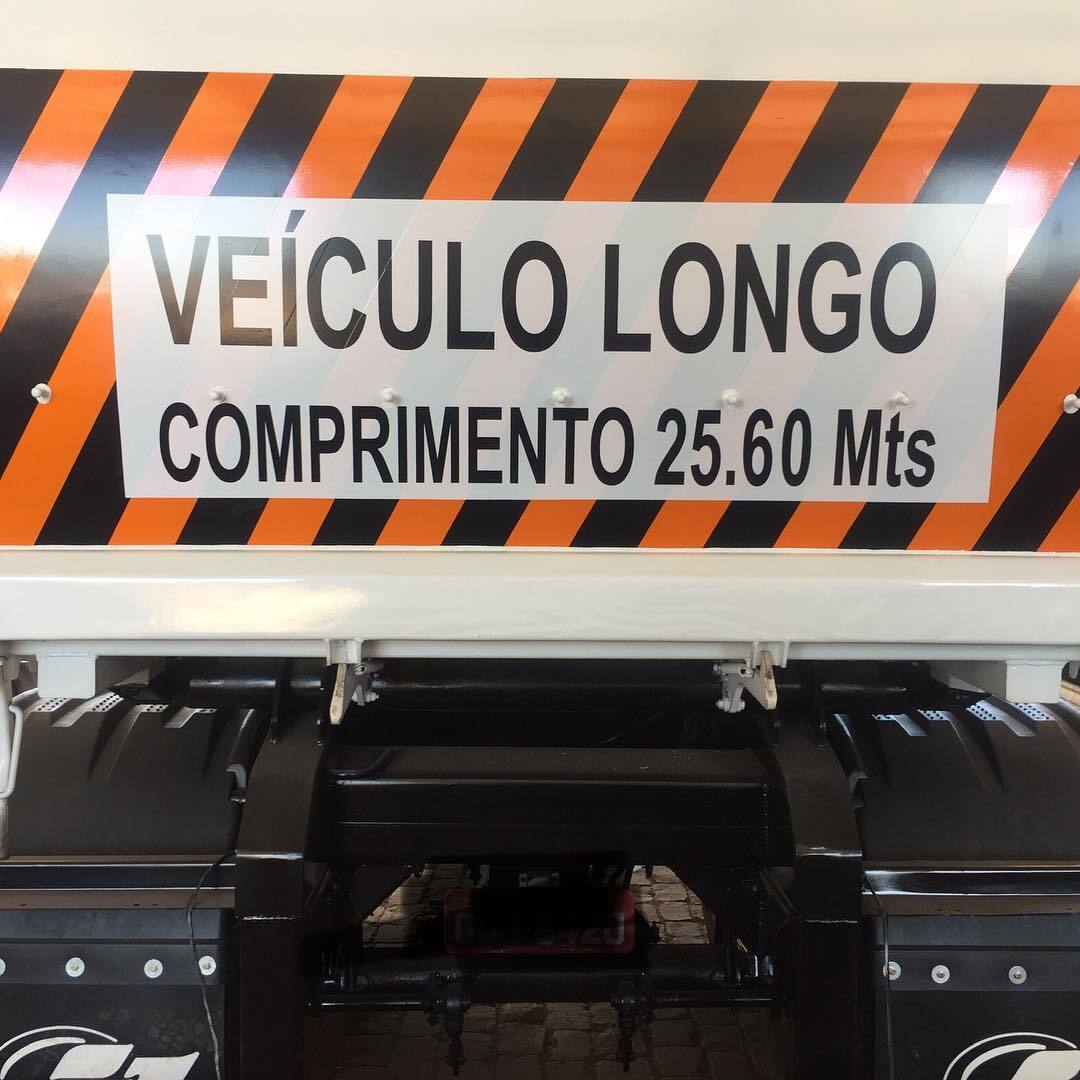 VEÍCULO LONGO
COMPRIMENTO 25.60 Mts